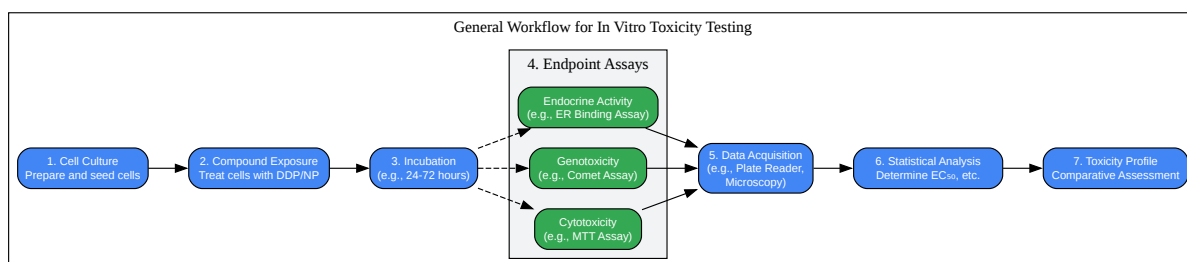 General Workflow for In Vitro Toxicity Testing
4. Endpoint Assays
1. Cell Culture
Prepare and seed cells
2. Compound Exposure
Treat cells with DDP/NP
3. Incubation
(e.g., 24-72 hours)
Endocrine Activity
(e.g., ER Binding Assay)
Genotoxicity
(e.g., Comet Assay)
Cytotoxicity
(e.g., MTT Assay)
5. Data Acquisition
(e.g., Plate Reader,
Microscopy)
6. Statistical Analysis
Determine EC₅₀, etc.
7. Toxicity Profile
Comparative Assessment